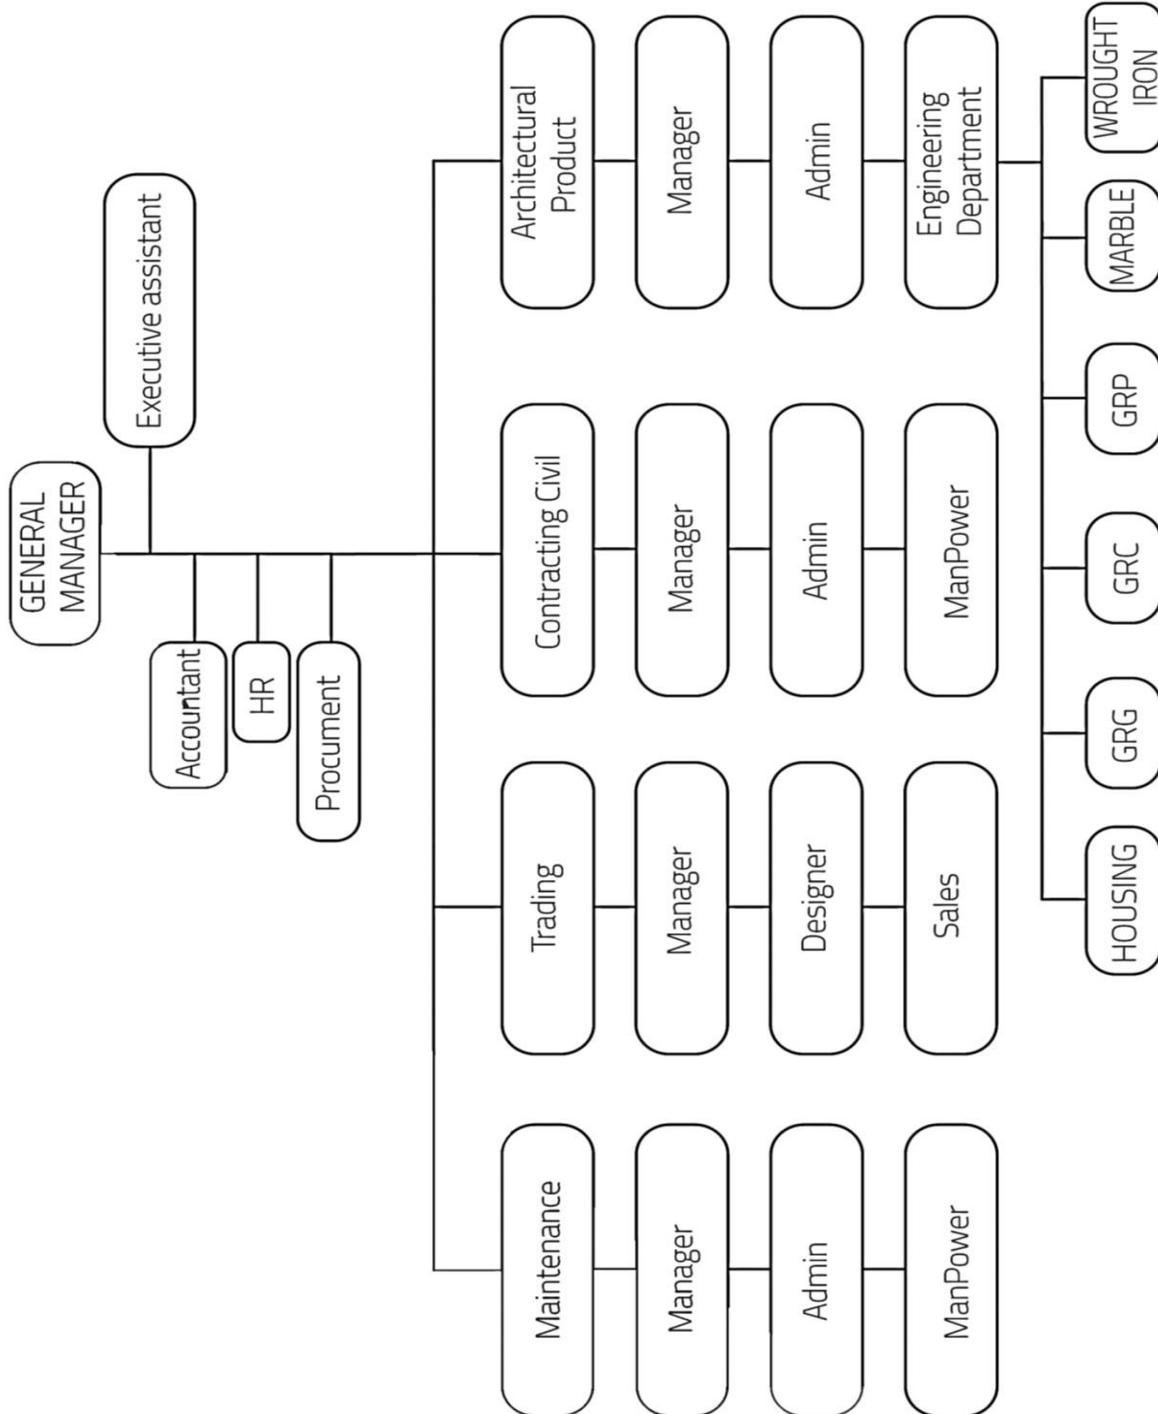 GENERAL
MANAGER
Executive assistant
Accountant
HR
Procument
Maintenance
Trading
Contracting Civil
Architectural
Product
Manager
Manager
Manager
Manager
Admin
Designer
Admin
Admin
ManPower
Sales
ManPower
Engineering
Department
HOUSING
GRG
GRC
GRP
MARBLE
WROUGHT
IRON